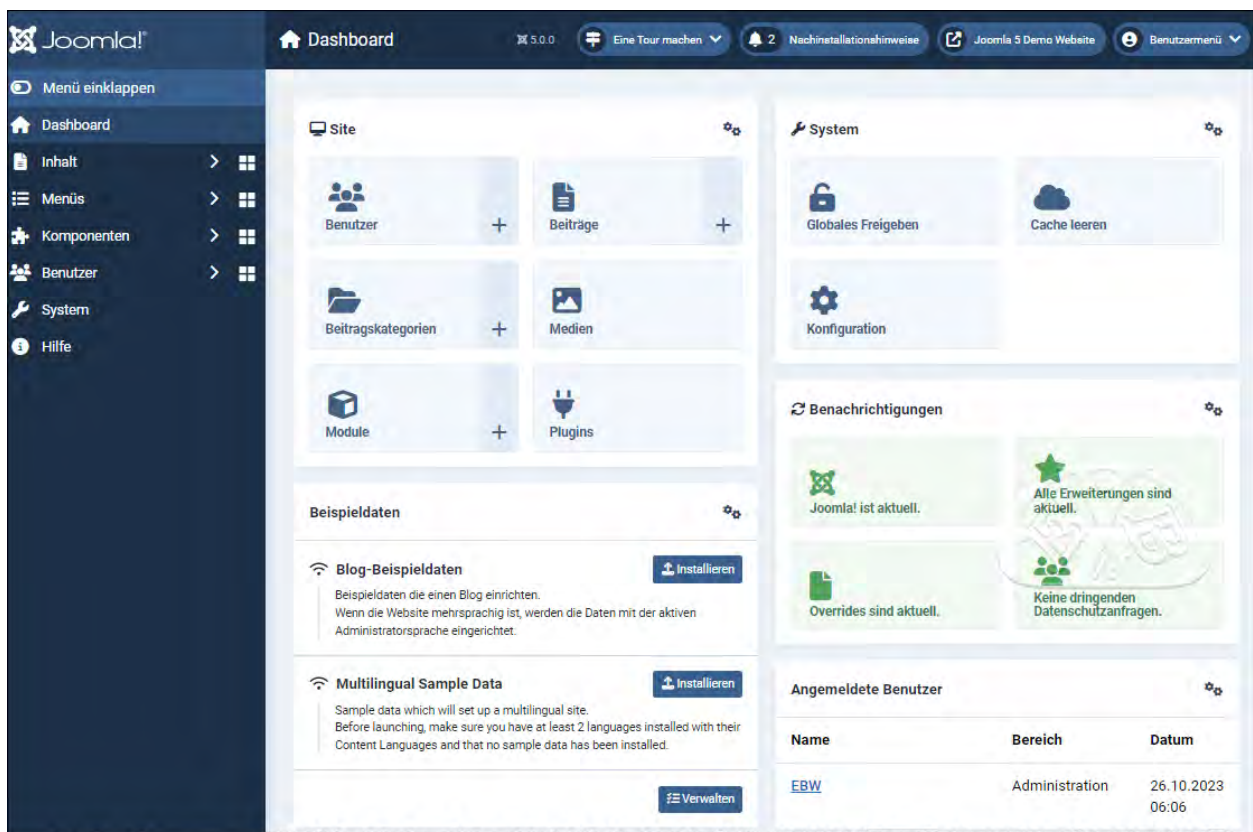 Joomla!
Dashboard
5.0.0
Eine Tour machen
2 Nachinstallationshinweise
Joomla 5 Demo Website
Benutzermenü
Menü einklappen
Dashboard
Inhalt
Menüs
Komponenten
Benutzer
System
Hilfe
Site
Benutzer
Beiträge
Beitragskategorien
Medien
Module
Plugins
Beispieldaten
Blog-Beispieldaten
Installieren
Beispieldaten die einen Blog einrichten.
Wenn die Website mehrsprachig ist, werden die Daten mit der aktiven
Administratorsprache eingerichtet.
Multilingual Sample Data
Installieren
Sample data which will set up a multilingual site.
Before launching, make sure you have at least 2 languages installed with their
Content Languages and that no sample data has been installed.
Verwalten
System
Globales Freigeben
Cache leeren
Konfiguration
Benachrichtigungen
Joomla! ist aktuell.
Alle Erweiterungen sind
aktuell.
Overrides sind aktuell.
Keine dringenden
Datenschutzanfragen.
Angemeldete Benutzer
Name Bereich Datum
EBW Administration 26.10.2023
06:06